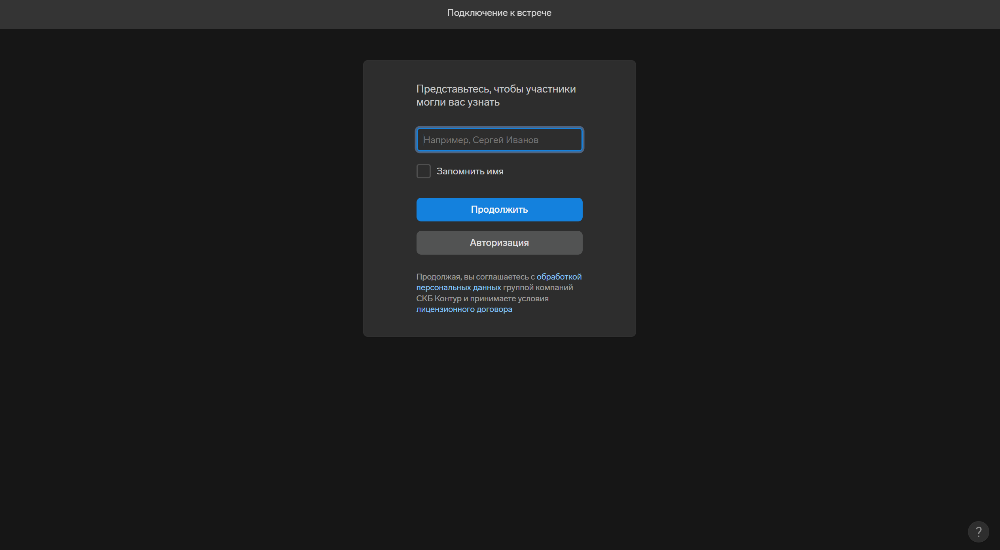 Подключение к встрече
Представьтесь, чтобы участники
могли вас узнать
Например, Сергей Иванов
Запомнить имя
Продолжить
Авторизация
Продолжая, вы соглашаетесь с обработкой
персональных данных группой компаний
СКБ Контур и принимаете условия
лицензионного договора
?